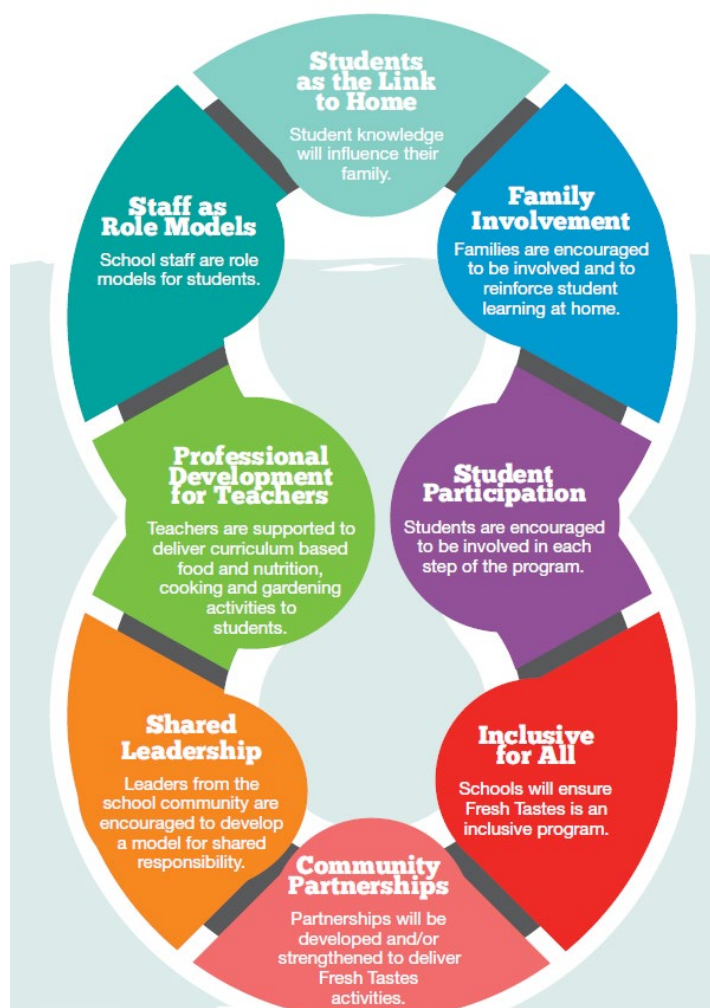 Students
as the Link
to Home
Student knowledge
will influence their
family.
Family
Involvement
Families are encouraged
to be involved and to
reinforce student
learning at home.
Student
Participation
Students are encouraged
to be involved in each
step of the program.
Inclusive
for All
Schools will ensure
Fresh Tastes is an
inclusive program.
Community
Partnerships
Partnerships will be
developed and/or
strengthened to deliver
Fresh Tastes
activities.
Shared
Leadership
Leaders from the
school community are
encouraged to develop
a model for shared
responsibility.
Professional
Development
for Teachers
Teachers are supported to
deliver curriculum based
food and nutrition,
cooking and gardening
activities to
students.
Staff as
Role Models
School staff are role
models for students.